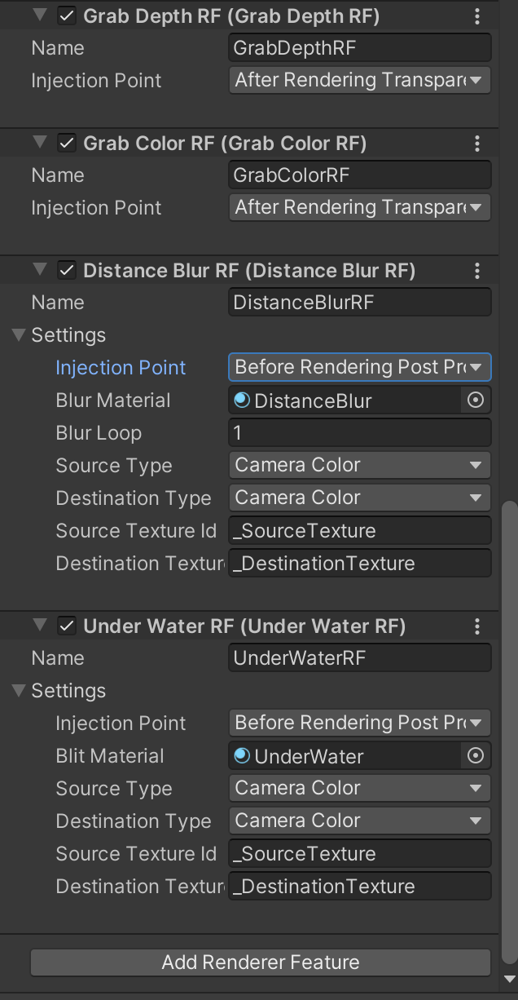 Grab Depth RF (Grab Depth RF)
Name GrabDepthRF
Injection Point After Rendering Transpare
Grab Color RF (Grab Color RF)
Name GrabColorRF
Injection Point After Rendering Transpare
Distance Blur RF (Distance Blur RF)
Name DistanceBlurRF
Settings
Injection Point Before Rendering Post Pro
Blur Material DistanceBlur
Blur Loop 1
Source Type Camera Color
Destination Type Camera Color
Source Texture Id _SourceTexture
Destination Textur _DestinationTexture
Under Water RF (Under Water RF)
Name UnderWaterRF
Settings
Injection Point Before Rendering Post Pro
Blit Material UnderWater
Source Type Camera Color
Destination Type Camera Color
Source Texture Id _SourceTexture
Destination Textur _DestinationTexture
Add Renderer Feature